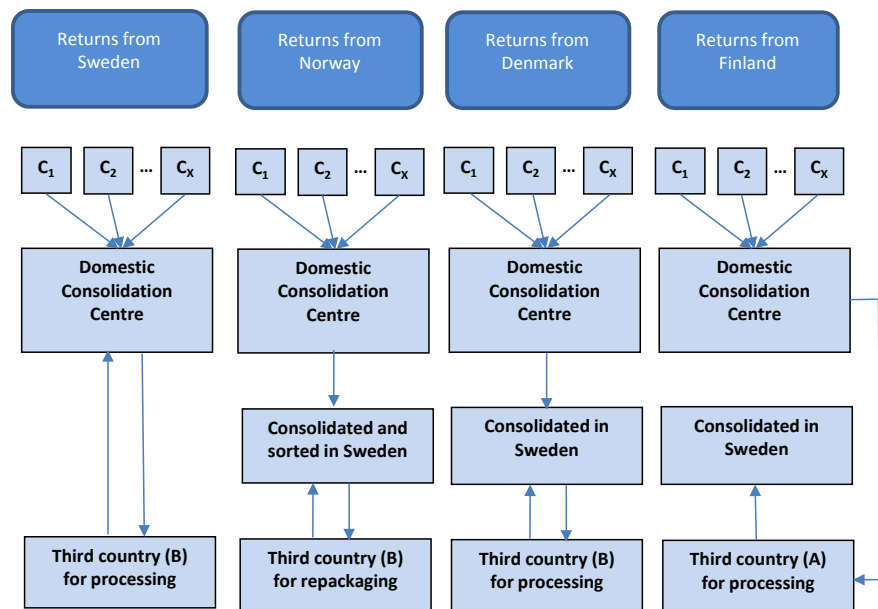 Returns from
Sweden
Returns from
Norway
Returns from
Denmark
Returns from
Finland
C1 C2 ... CX
C1 C2 ... CX
C1 C2 ... CX
C1 C2 ... CX
Domestic
Consolidation
Centre
Domestic
Consolidation
Centre
Domestic
Consolidation
Centre
Domestic
Consolidation
Centre
Consolidated and
sorted in Sweden
Consolidated in
Sweden
Consolidated in
Sweden
Third country (B)
for processing
Third country (B)
for repackaging
Third country (B)
for processing
Third country (A)
for processing